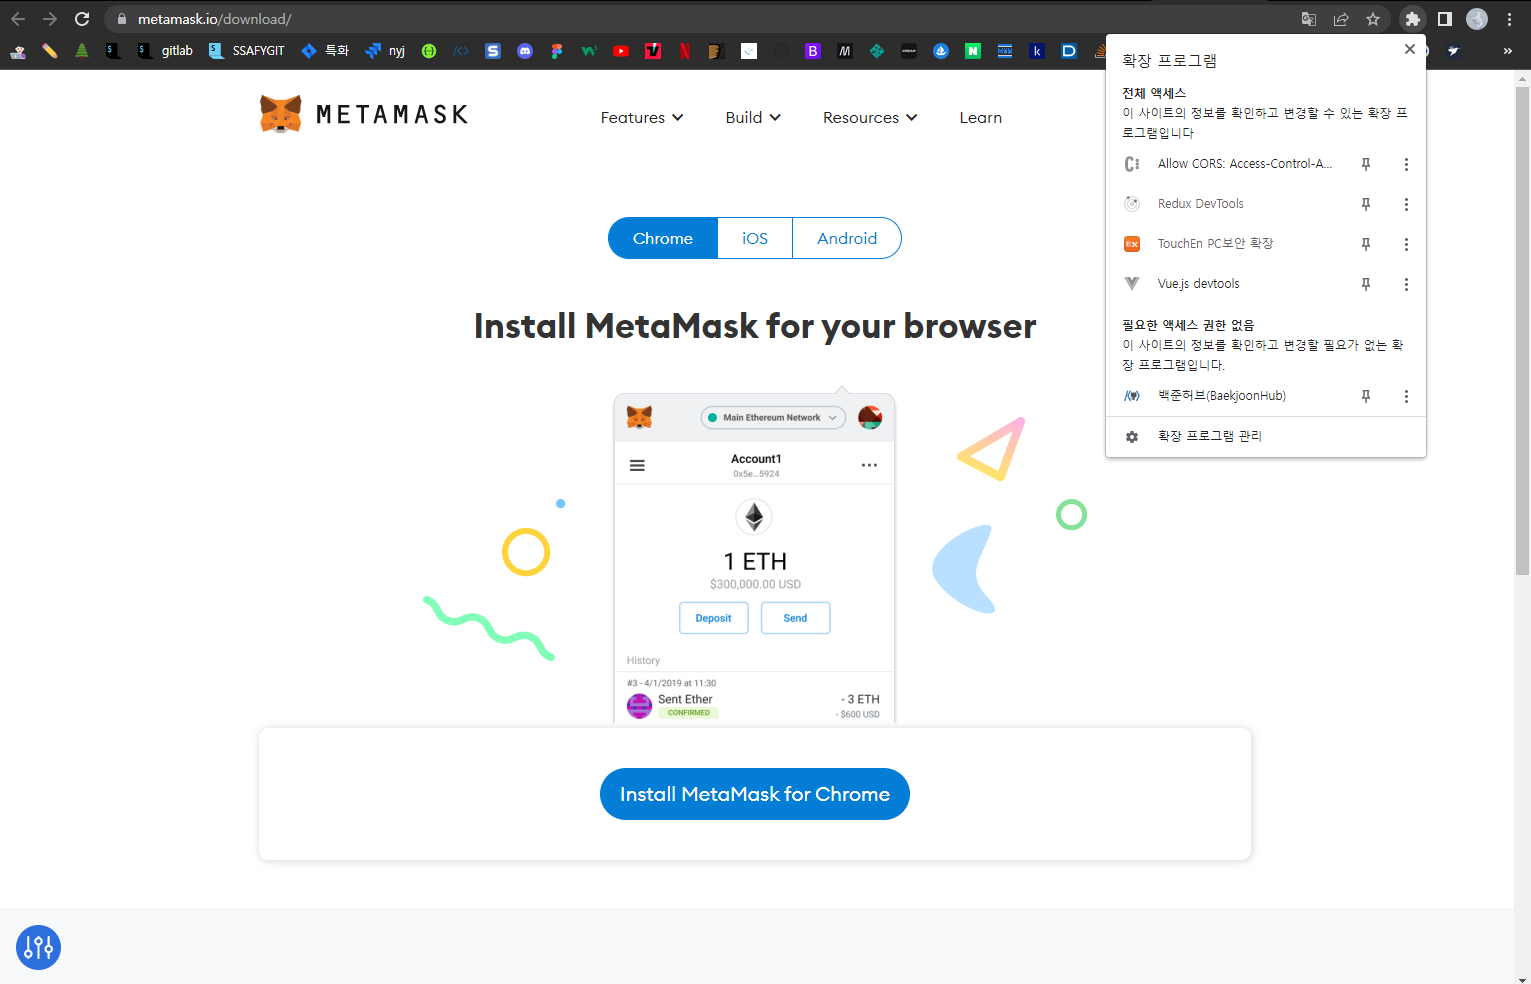 metamask.io/download/
gitlab
SSAFYGIT
특화
nyj
METAMASK
Features
Build
Resources
Learn
Chrome
iOS
Android
Install MetaMask for your browser
Main Ethereum Network
Account1
0x5e...5924
1 ETH
$300,000.00 USD
Deposit
Send
History
#3 - 4/1/2019 at 11:30
Sent Ether
- 3 ETH
CONFIRMED
- $600 USD
Install MetaMask for Chrome
확장 프로그램
전체 액세스
이 사이트의 정보를 확인하고 변경할 수 있는 확장 프
로그램입니다
Allow CORS: Access-Control-A...
Redux DevTools
TouchEn PC보안 확장
Vue.js devtools
필요한 액세스 권한 없음
이 사이트의 정보를 확인하고 변경할 필요가 없는 확
장 프로그램입니다.
백준허브(BaekjoonHub)
확장 프로그램 관리